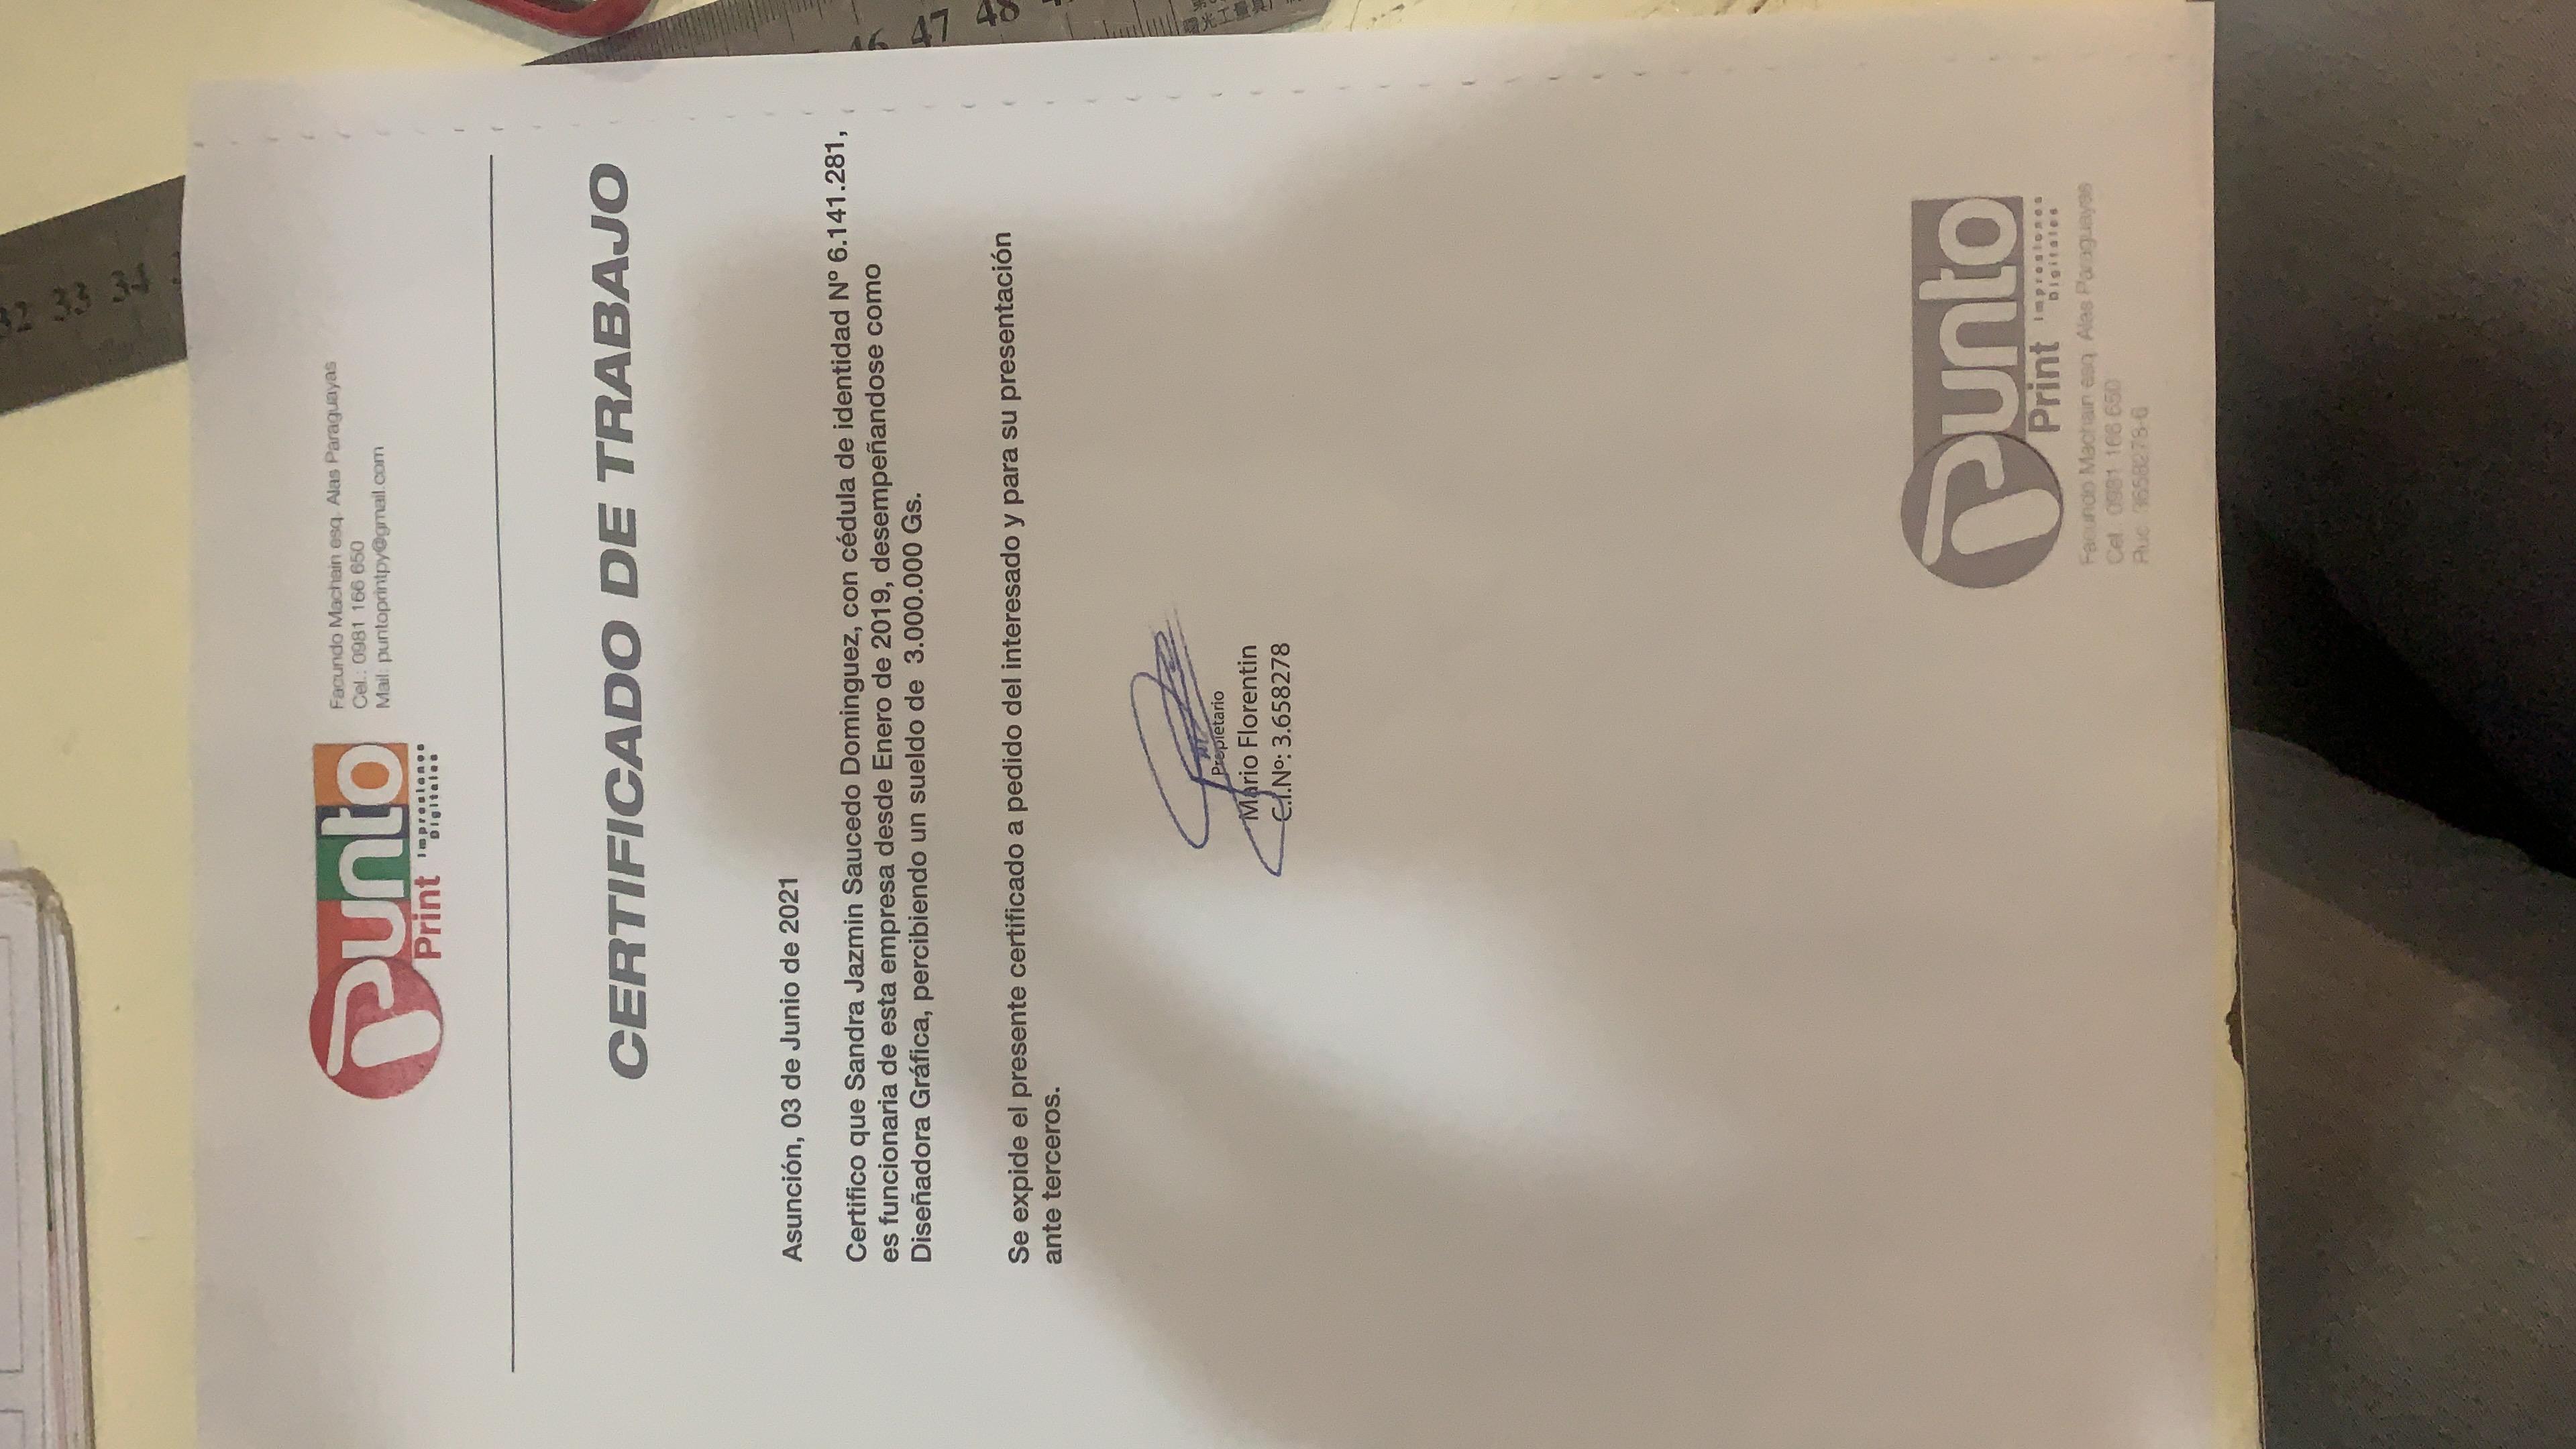 Punto
Print Impresiones
Digitales
Facundo Machain esq. Alas Paraguayas
Cel.: 0981 166 650
Mail: puntoprintpy@gmail.com
CERTIFICADO DE TRABAJO
Asunción, 03 de Junio de 2021
Certifico que Sandra Jazmin Saucedo Dominguez, con cédula de identidad Nº 6.141.281,
es funcionaria de esta empresa desde Enero de 2019, desempeñandose como
Diseñadora Gráfica, percibiendo un sueldo de 3.000.000 Gs.
Se expide el presente certificado a pedido del interesado y para su presentación
ante terceros.
Propietario
Mario Florentin
C.I.Nº: 3.658278
Punto
Print Impresiones
Digitales
Facundo Machain esq. Alas Paraguayas
Cel.: 0981 166 650
Ruc: 3658278-6
32 33 34
46 47 48